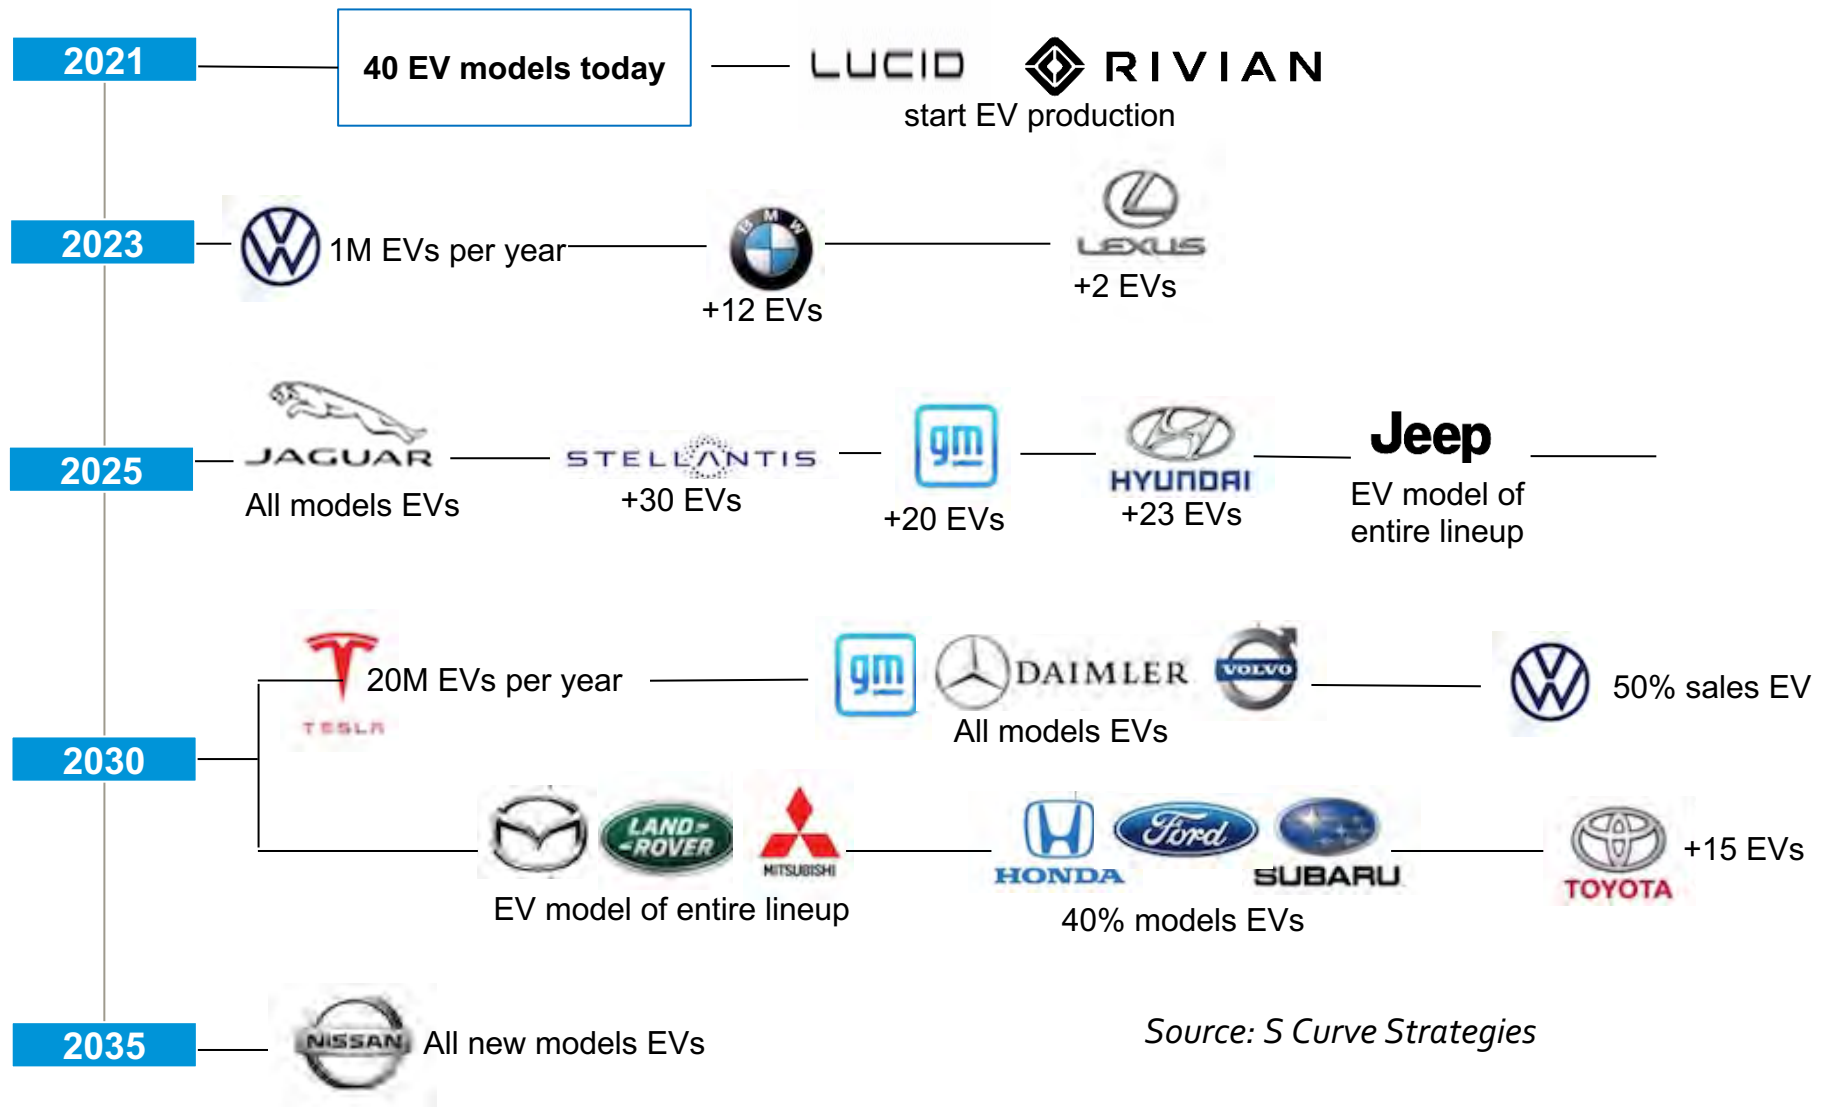 2021
40 EV models today
LUCID
RIVIAN
start EV production
2023
1M EVs per year
BMW
+12 EVs
LEXUS
+2 EVs
2025
JAGUAR
All models EVs
STELLANTIS
+30 EVs
gm
+20 EVs
HYUNDAI
+23 EVs
Jeep
EV model of
entire lineup
2030
TESLA
20M EVs per year
gm
DAIMLER
VOLVO
All models EVs
50% sales EV
LAND-
-ROVER
MITSUBISHI
EV model of entire lineup
HONDA
Ford
SUBARU
40% models EVs
TOYOTA
+15 EVs
2035
NISSAN
All new models EVs
Source: S Curve Strategies